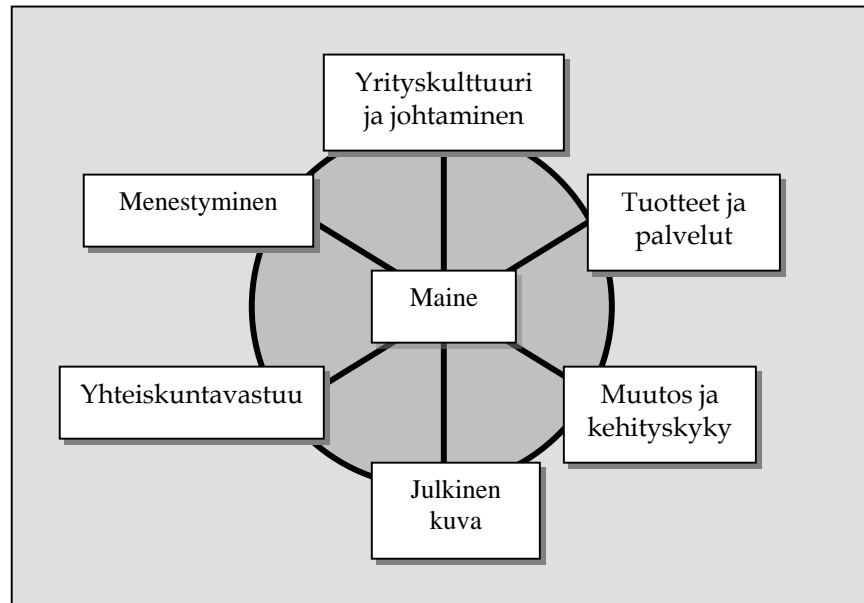 Yrityskulttuuri
ja johtaminen
Menestyminen
Tuotteet ja
palvelut
Maine
Yhteiskuntavastuu
Muutos ja
kehityskyky
Julkinen
kuva